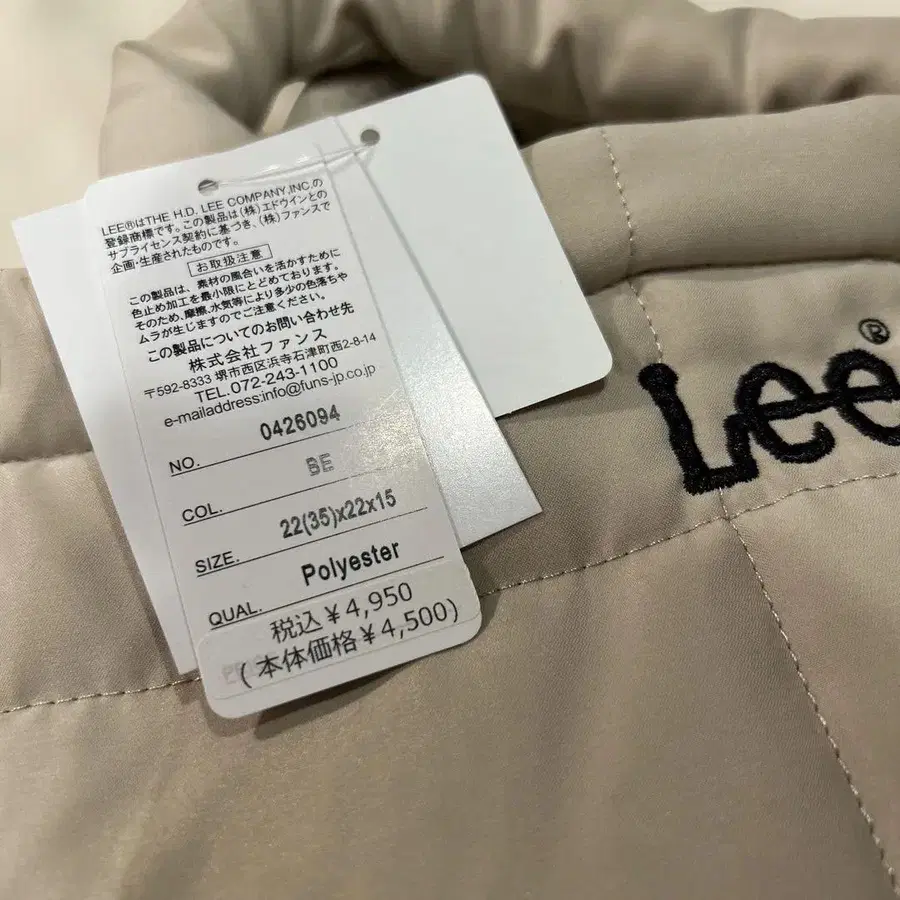 LEE®はTHE H.D. LEE COMPANY,INC.の
登録商標です。この製品は(株)エドウインとの
サブライセンス契約に基づき、(株)ファンスで
企画・生産されたものです。
お取扱注意
この製品は、素材の風合いを活かすために
色止め加工を最小限にとどめております。
そのため、摩擦、水気等により多少の色落ちや
ムラが生じますのでご注意ください。
この製品についてのお問い合わせ先
株式会社ファンス
〒592-8333 堺市西区浜寺石津町西2-8-14
TEL.072-243-1100
e-mailaddress:info@funs-jp.co.jp
NO. 0426094
COL. BE
SIZE. 22(35)x22x15
QUAL. Polyester
税込¥4,950
(本体価格¥4,500)
Lee®